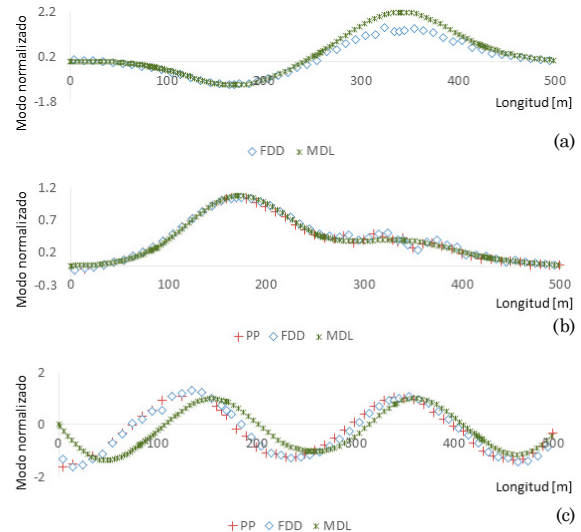 Modo normalizado
2.2
0.2
-1.8
0 100 200 300 400 500
Longitud [m]
(a)
FDD MDL
Modo normalizado
1.2
0.7
0.2
-0.3
0 100 200 300 400 500
Longitud [m]
(b)
PP FDD MDL
Modo normalizado
2
0
-2
0 100 200 300 400 500
Longitud [m]
(c)
PP FDD MDL